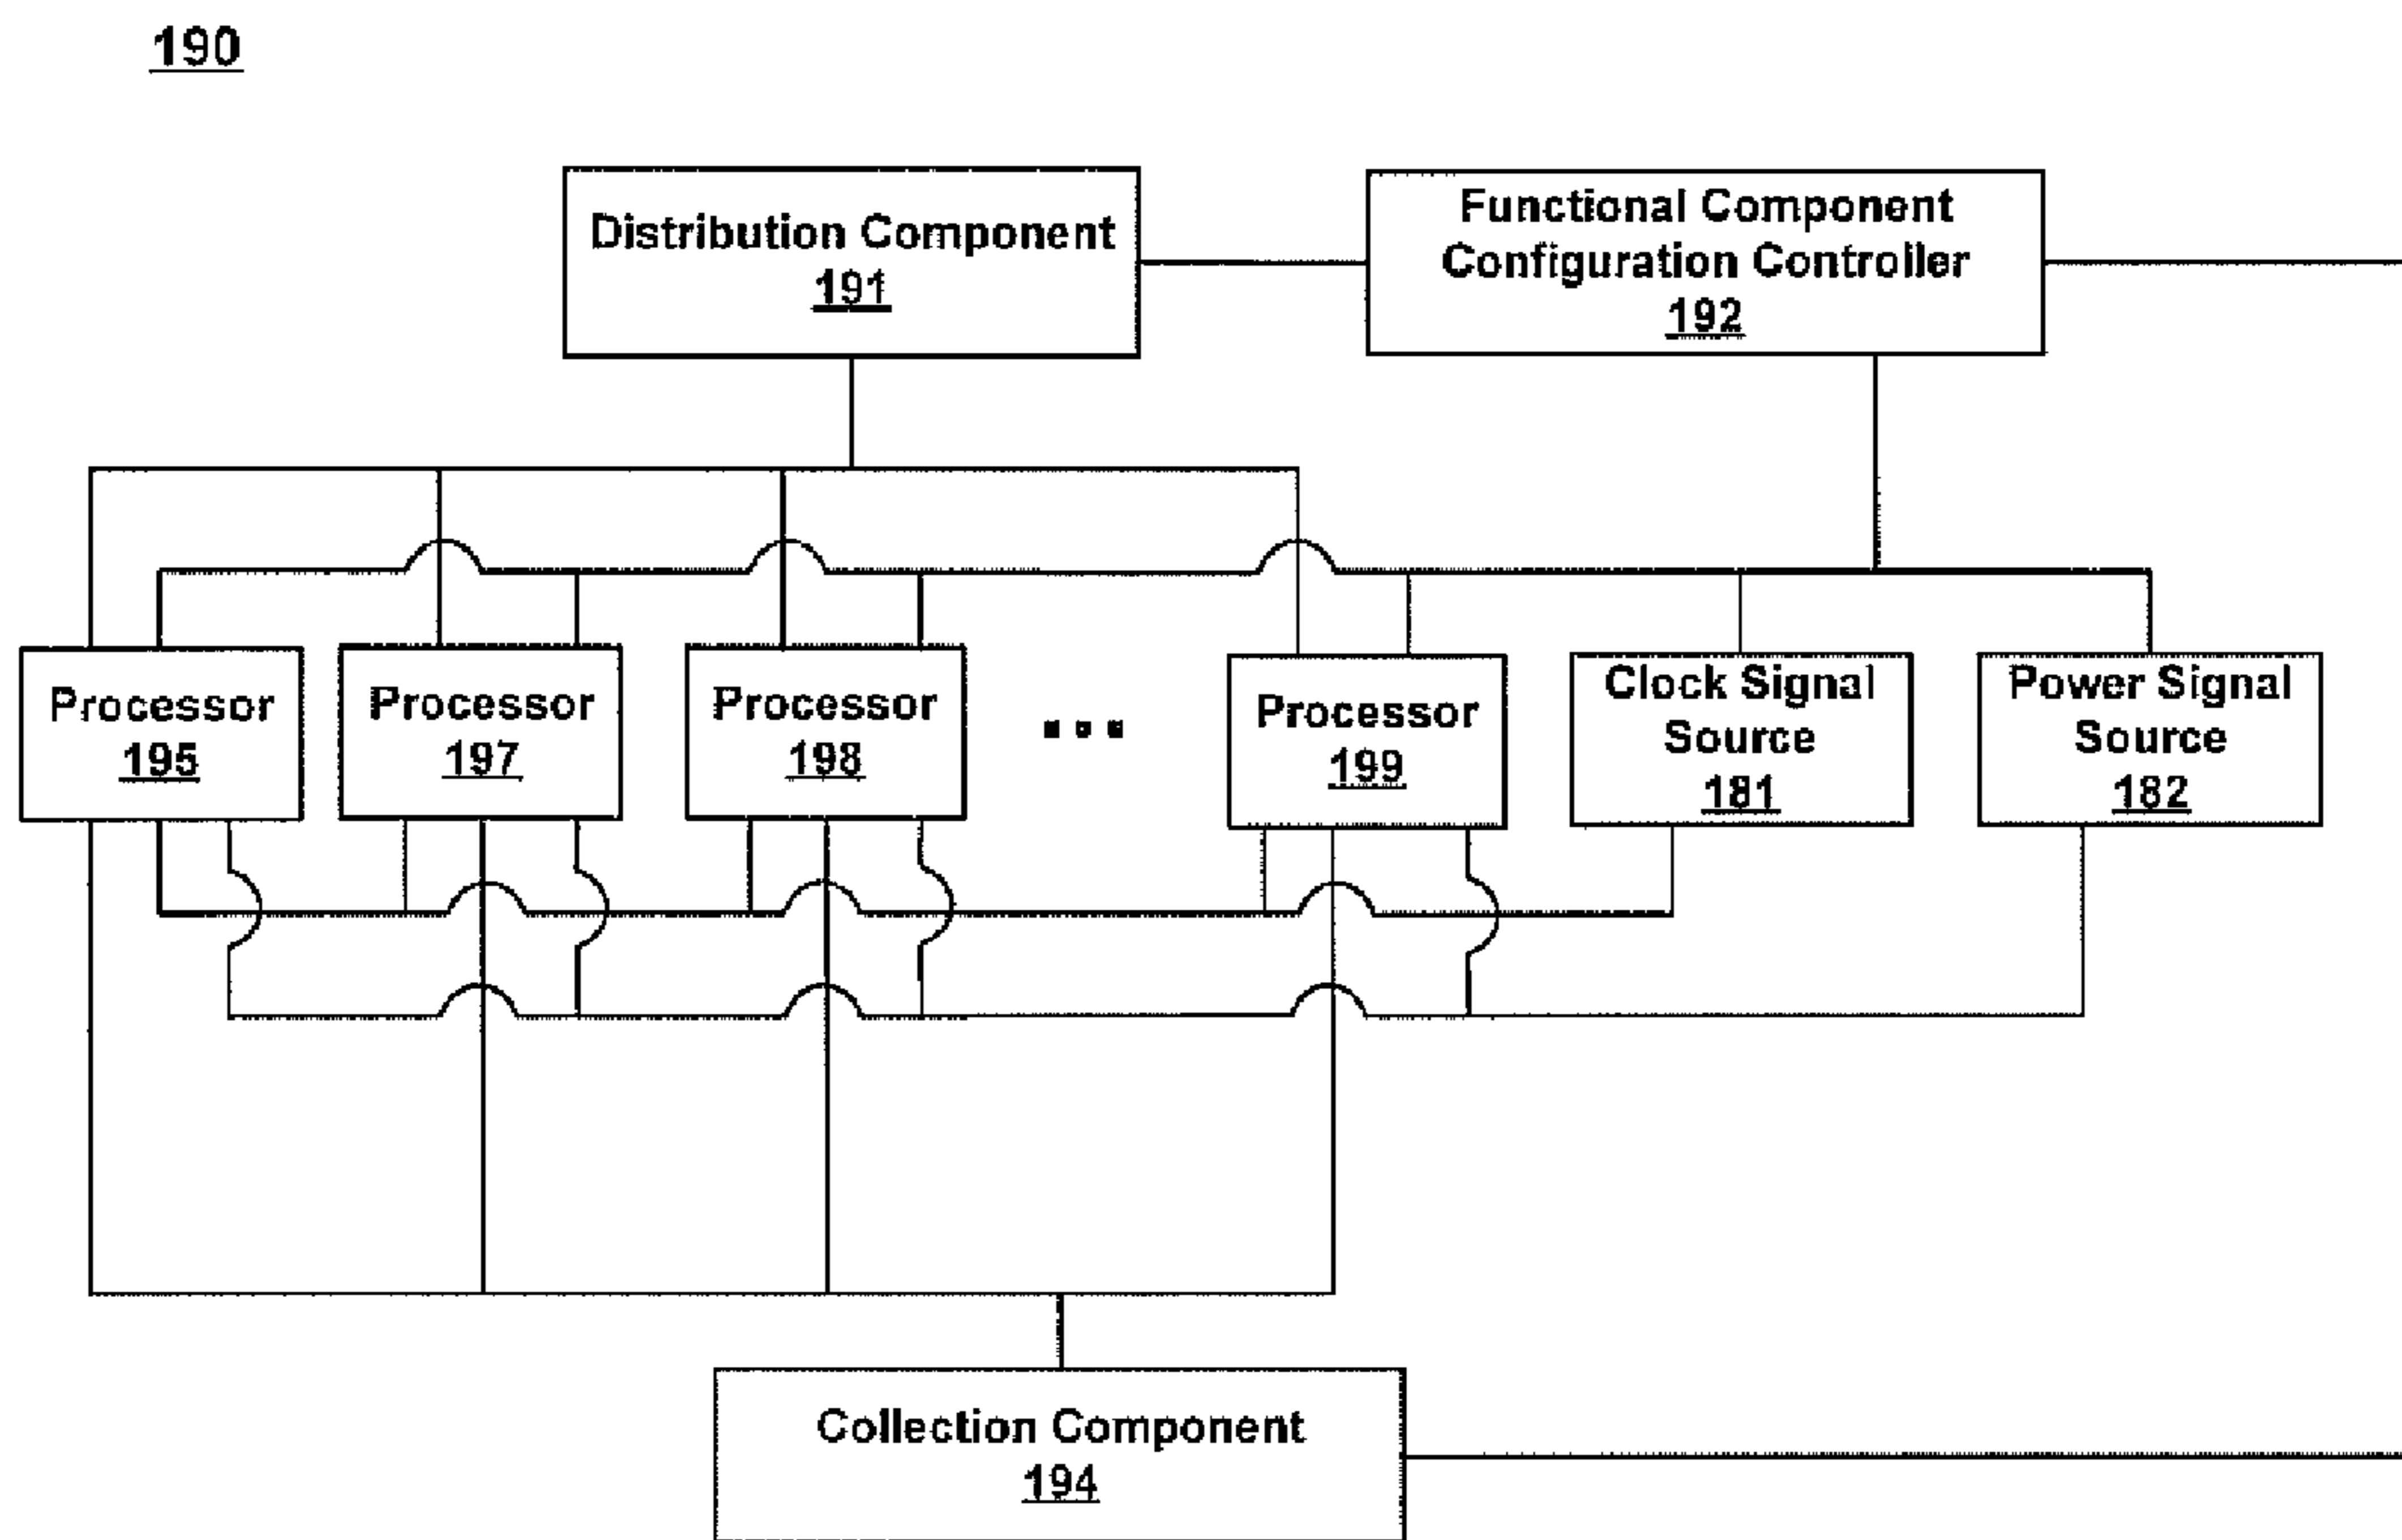 190
Distribution Component
191
Functional Component
Configuration Controller
192
Processor
195
Processor
197
Processor
198
...
Processor
199
Clock Signal
Source
181
Power Signal
Source
182
Collection Component
194